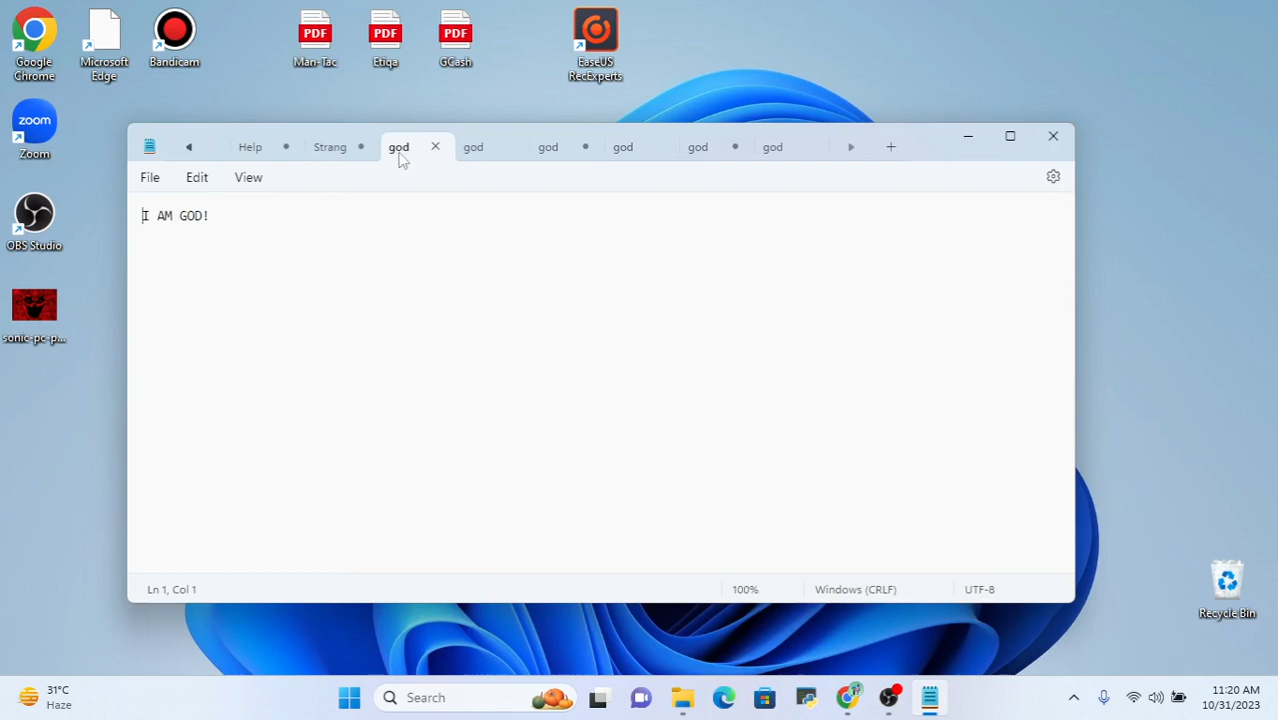 Google
Chrome
Microsoft
Edge
Bandicam
PDF
Man-Tac
PDF
Etiqa
PDF
GCash
EaseUS
RecExperts
zoom
Zoom
OBS Studio
sonic-pc-p...
Help
Strang
god
god
god
god
god
god
File
Edit
View
I AM GOD!
Ln 1, Col 1
100%
Windows (CRLF)
UTF-8
Recycle Bin
31°C
Haze
Search
11:20 AM
10/31/2023